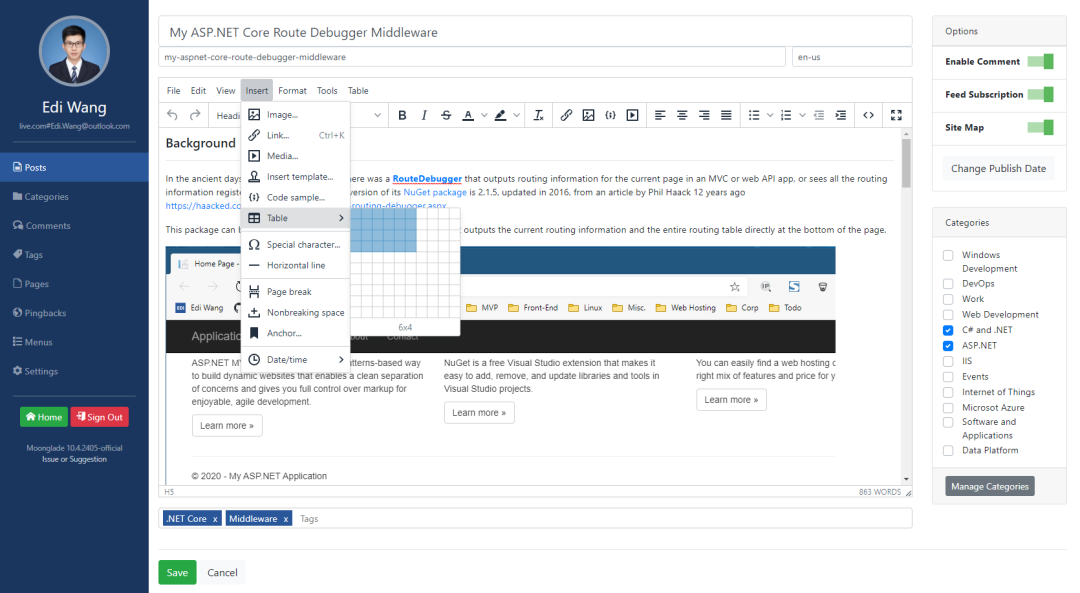 Edi Wang
live.com#Edi.Wang@outlook.com
Posts
Categories
Comments
Tags
Pages
Pingbacks
Menus
Settings
Home
Sign Out
Moonglade 10.4.2405-official
Issue or Suggestion
My ASP.NET Core Route Debugger Middleware
my-aspnet-core-route-debugger-middleware
en-us
File Edit View Insert Format Tools Table
Headi
B I S A
Image...
Link... Ctrl+K
Media...
Insert template...
Code sample...
Table
Special character...
Horizontal line
Page break
Nonbreaking space
Anchor...
Date/time
6x4
Background
In the ancient days here was a RouteDebugger that outputs routing information for the current page in an MVC or web API app, or sees all the routing
information registe version of its NuGet package is 2.1.5, updated in 2016, from an article by Phil Haack 12 years ago
https://haacked.co -routing-debugger.aspx
This package can b t outputs the current routing information and the entire routing table directly at the bottom of the page.
Home Page -
Edi Wang
MVP Front-End Linux Misc. Web Hosting Corp Todo
Applicatio bout Contact
ASP.NET MV atterns-based way
to build dynamic websites that enables a clean separation
of concerns and gives you full control over markup for
enjoyable, agile development.
Learn more »
NuGet is a free Visual Studio extension that makes it
easy to add, remove, and update libraries and tools in
Visual Studio projects.
Learn more »
You can easily find a web hosting c
right mix of features and price for y
Learn more »
© 2020 - My ASP.NET Application
H5
863 WORDS
.NET Core x Middleware x Tags
Save Cancel
Options
Enable Comment
Feed Subscription
Site Map
Change Publish Date
Categories
Windows
Development
DevOps
Work
Web Development
C# and .NET
ASP.NET
IIS
Events
Internet of Things
Microsot Azure
Software and
Applications
Data Platform
Manage Categories